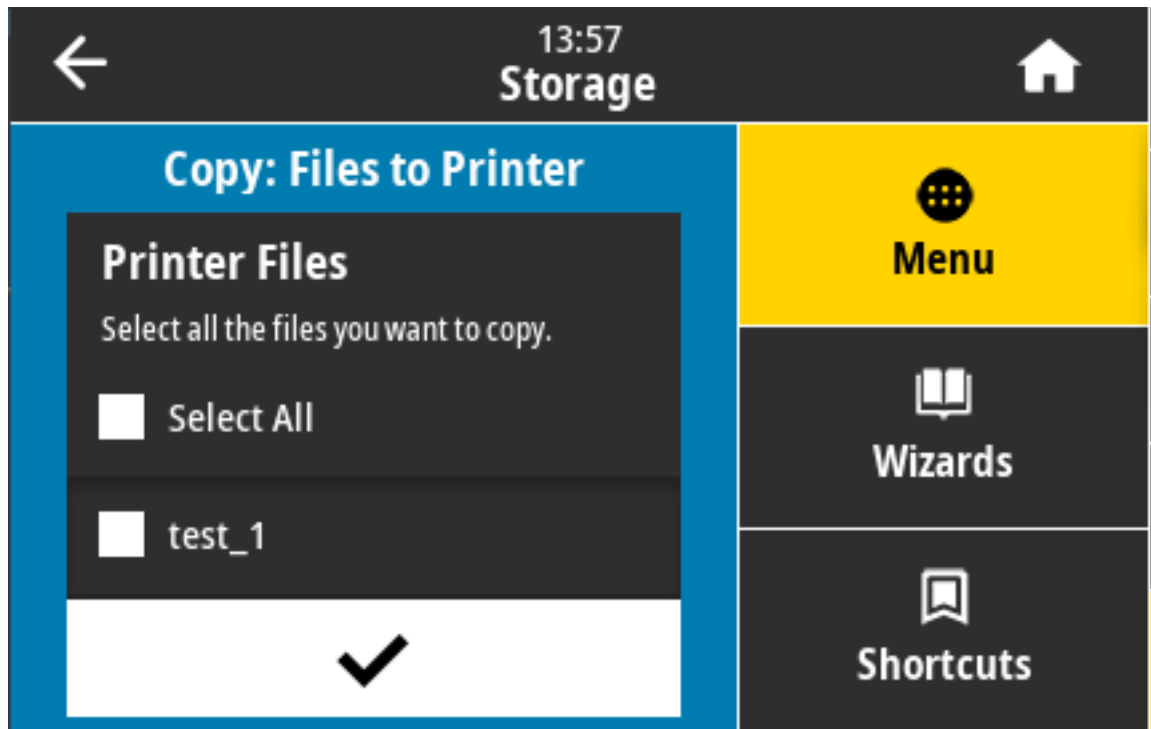 13:57
Storage
Copy: Files to Printer
Printer Files
Select all the files you want to copy.
Select All
test_1
Menu
Wizards
Shortcuts